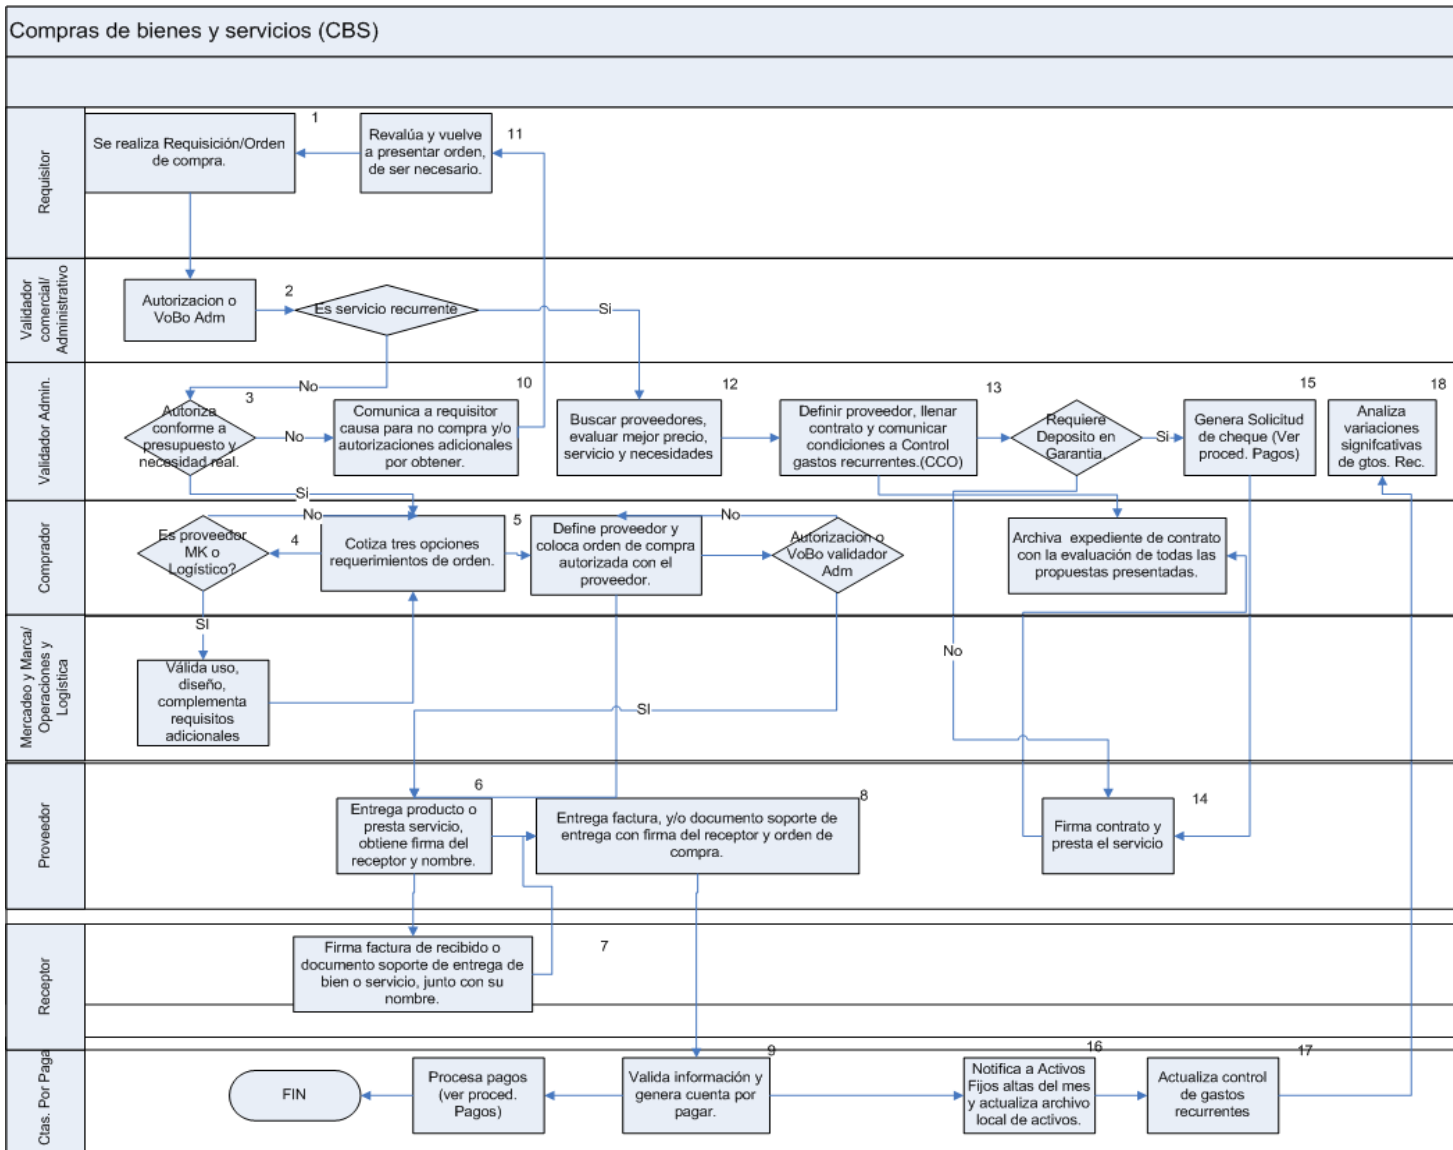 Compras de bienes y servicios (CBS)
Requisitor
1
Se realiza Requisición/Orden
de compra.
Revalúa y vuelve
a presentar orden,
de ser necesario.
11
Validador
comercial/
Administrativo
Autorizacion o
VoBo Adm
2
Es servicio recurrente
Si
No
Validador Admin.
Autoriza
conforme a
presupuesto y
necesidad real.
3
No
Comunica a requisitor
causa para no compra y/o
autorizaciones adicionales
por obtener.
10
Buscar proveedores,
evaluar mejor precio,
servicio y necesidades
12
Definir proveedor, llenar
contrato y comunicar
condiciones a Control
gastos recurrentes.(CCO)
13
Requiere
Deposito en
Garantia.
Si
Genera Solicitud
de cheque (Ver
proced. Pagos)
15
Analiza
variaciones
signifcativas
de gtos. Rec.
18
Si
Comprador
Es proveedor
MK o
Logístico?
No
4
Cotiza tres opciones
requerimientos de orden.
5
Define proveedor y
coloca orden de compra
autorizada con el
proveedor.
No
Autorizacion o
VoBo validador
Adm
Archiva  expediente de contrato
con la evaluación de todas las
propuestas presentadas.
SI
Mercadeo y Marca/
Operaciones y
Logística
Válida uso,
diseño,
complementa
requisitos
adicionales
SI
No
Proveedor
6
Entrega producto o
presta servicio,
obtiene firma del
receptor y nombre.
8
Entrega factura, y/o documento soporte de
entrega con firma del receptor y orden de
compra.
14
Firma contrato y
presta el servicio
Receptor
Firma factura de recibido o
documento soporte de entrega de
bien o servicio, junto con su
nombre.
7
Ctas. Por Paga
FIN
Procesa pagos
(ver proced.
Pagos)
9
Valida información y
genera cuenta por
pagar.
16
Notifica a Activos
Fijos altas del mes
y actualiza archivo
local de activos.
17
Actualiza control
de gastos
recurrentes